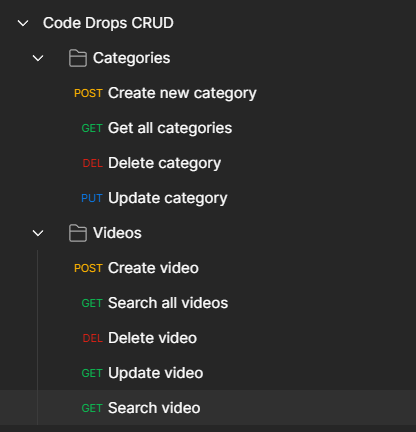 Code Drops CRUD
Categories
POST Create new category
GET Get all categories
DEL Delete category
PUT Update category
Videos
POST Create video
GET Search all videos
DEL Delete video
GET Update video
GET Search video